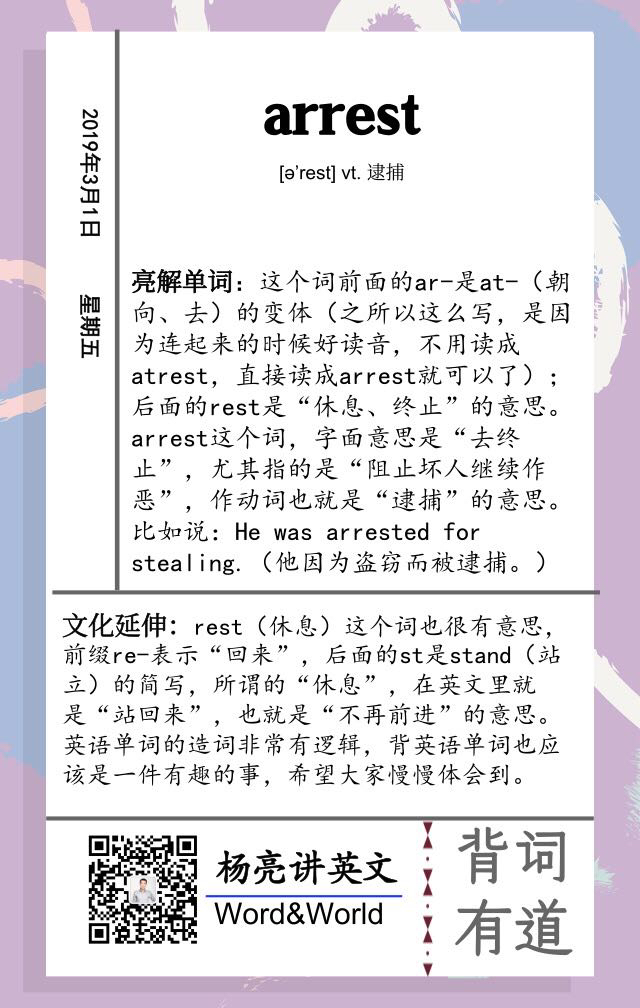 2019年3月1日 星期五
arrest
[ə'rest] vt. 逮捕
亮解单词：这个词前面的ar-是at-（朝
向、去）的变体（之所以这么写，是因
为连起来的时候好读音，不用读成
atrest，直接读成arrest就可以了）；
后面的rest是“休息、终止”的意思。
arrest这个词，字面意思是“去终
止”，尤其指的是“阻止坏人继续作
恶”，作动词也就是“逮捕”的意思。
比如说：He was arrested for
stealing.（他因为盗窃而被逮捕。）
文化延伸：rest（休息）这个词也很有意思，
前缀re-表示“回来”，后面的st是stand（站
立）的简写，所谓的“休息”，在英文里就
是“站回来”，也就是“不再前进”的意思。
英语单词的造词非常有逻辑，背英语单词也应
该是一件有趣的事，希望大家慢慢体会到。
杨亮讲英文
Word&World
背词
有道